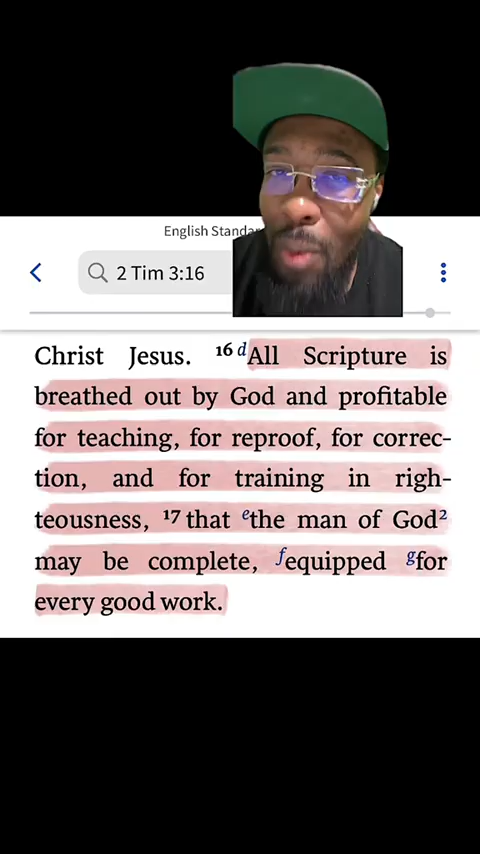 English Standar
2 Tim 3:16
Christ Jesus. 16 d All Scripture is
breathed out by God and profitable
for teaching, for reproof, for correc-
tion, and for training in righ-
teousness, 17 that e the man of God2
may be complete, f equipped g for
every good work.